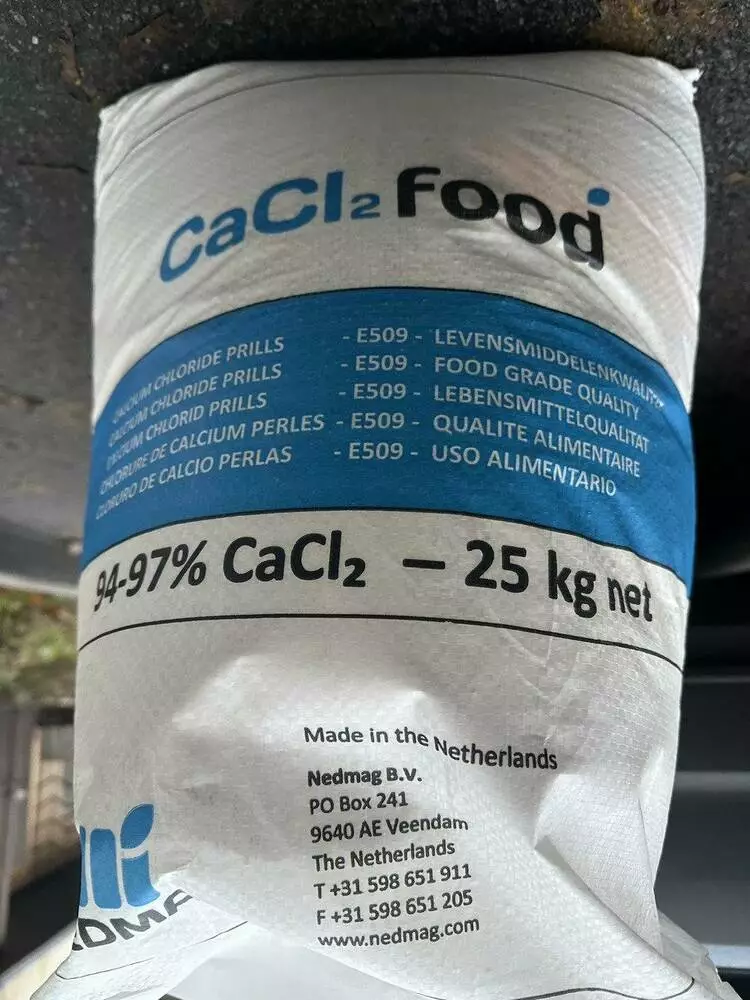 CaCl₂ Food
CALCIUM CHLORIDE PRILLS - E509 - LEVENSMIDDELENKWALITEIT
CALCIUM CHLORIDE PRILLS - E509 - FOOD GRADE QUALITY
CALCIUM CHLORID PRILLS - E509 - LEBENSMITTELQUALITAT
CHLORURE DE CALCIUM PERLES - E509 - QUALITE ALIMENTAIRE
CLORURO DE CALCIO PERLAS - E509 - USO ALIMENTARIO
94-97% CaCl₂ – 25 kg net
Made in the Netherlands
Nedmag B.V.
PO Box 241
9640 AE Veendam
The Netherlands
T +31 598 651 911
F +31 598 651 205
www.nedmag.com